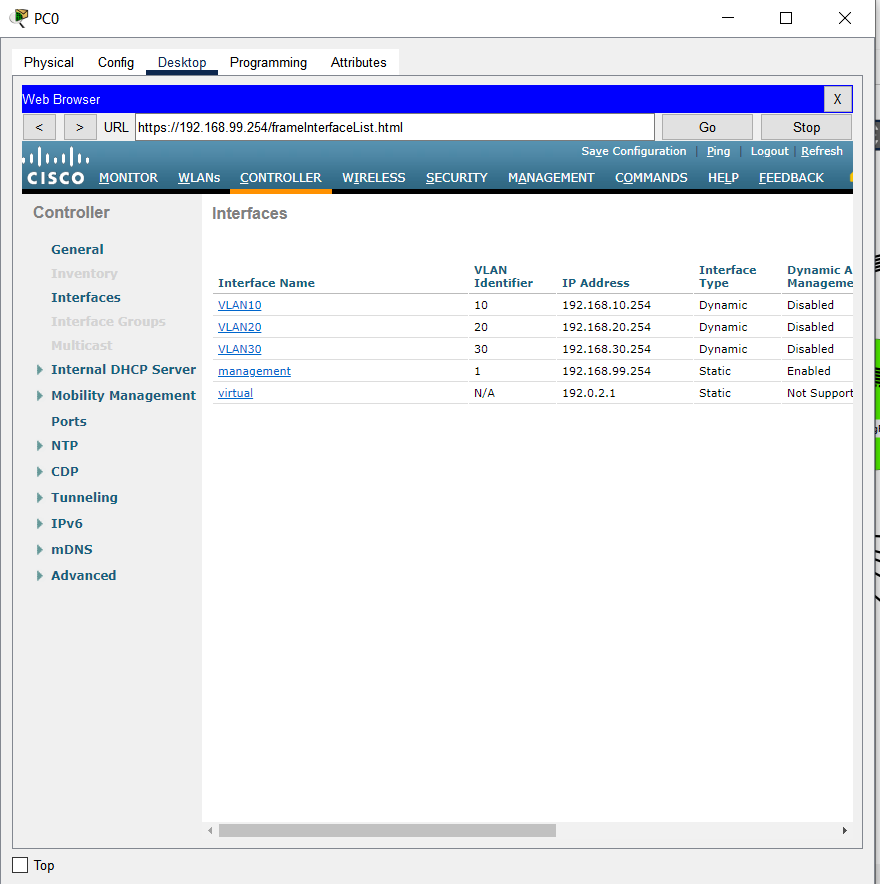 PC0
Physical Config Desktop Programming Attributes
Web Browser X
< > URL https://192.168.99.254/frameInterfaceList.html Go Stop
Save Configuration | Ping | Logout | Refresh
CISCO MONITOR WLANs CONTROLLER WIRELESS SECURITY MANAGEMENT COMMANDS HELP FEEDBACK
Controller
General
Inventory
Interfaces
Interface Groups
Multicast
Internal DHCP Server
Mobility Management
Ports
NTP
CDP
Tunneling
IPv6
mDNS
Advanced
Interfaces
Interface Name VLAN Identifier IP Address Interface Type Dynamic A Manageme
VLAN10 10 192.168.10.254 Dynamic Disabled
VLAN20 20 192.168.20.254 Dynamic Disabled
VLAN30 30 192.168.30.254 Dynamic Disabled
management 1 192.168.99.254 Static Enabled
virtual N/A 192.0.2.1 Static Not Support
Top